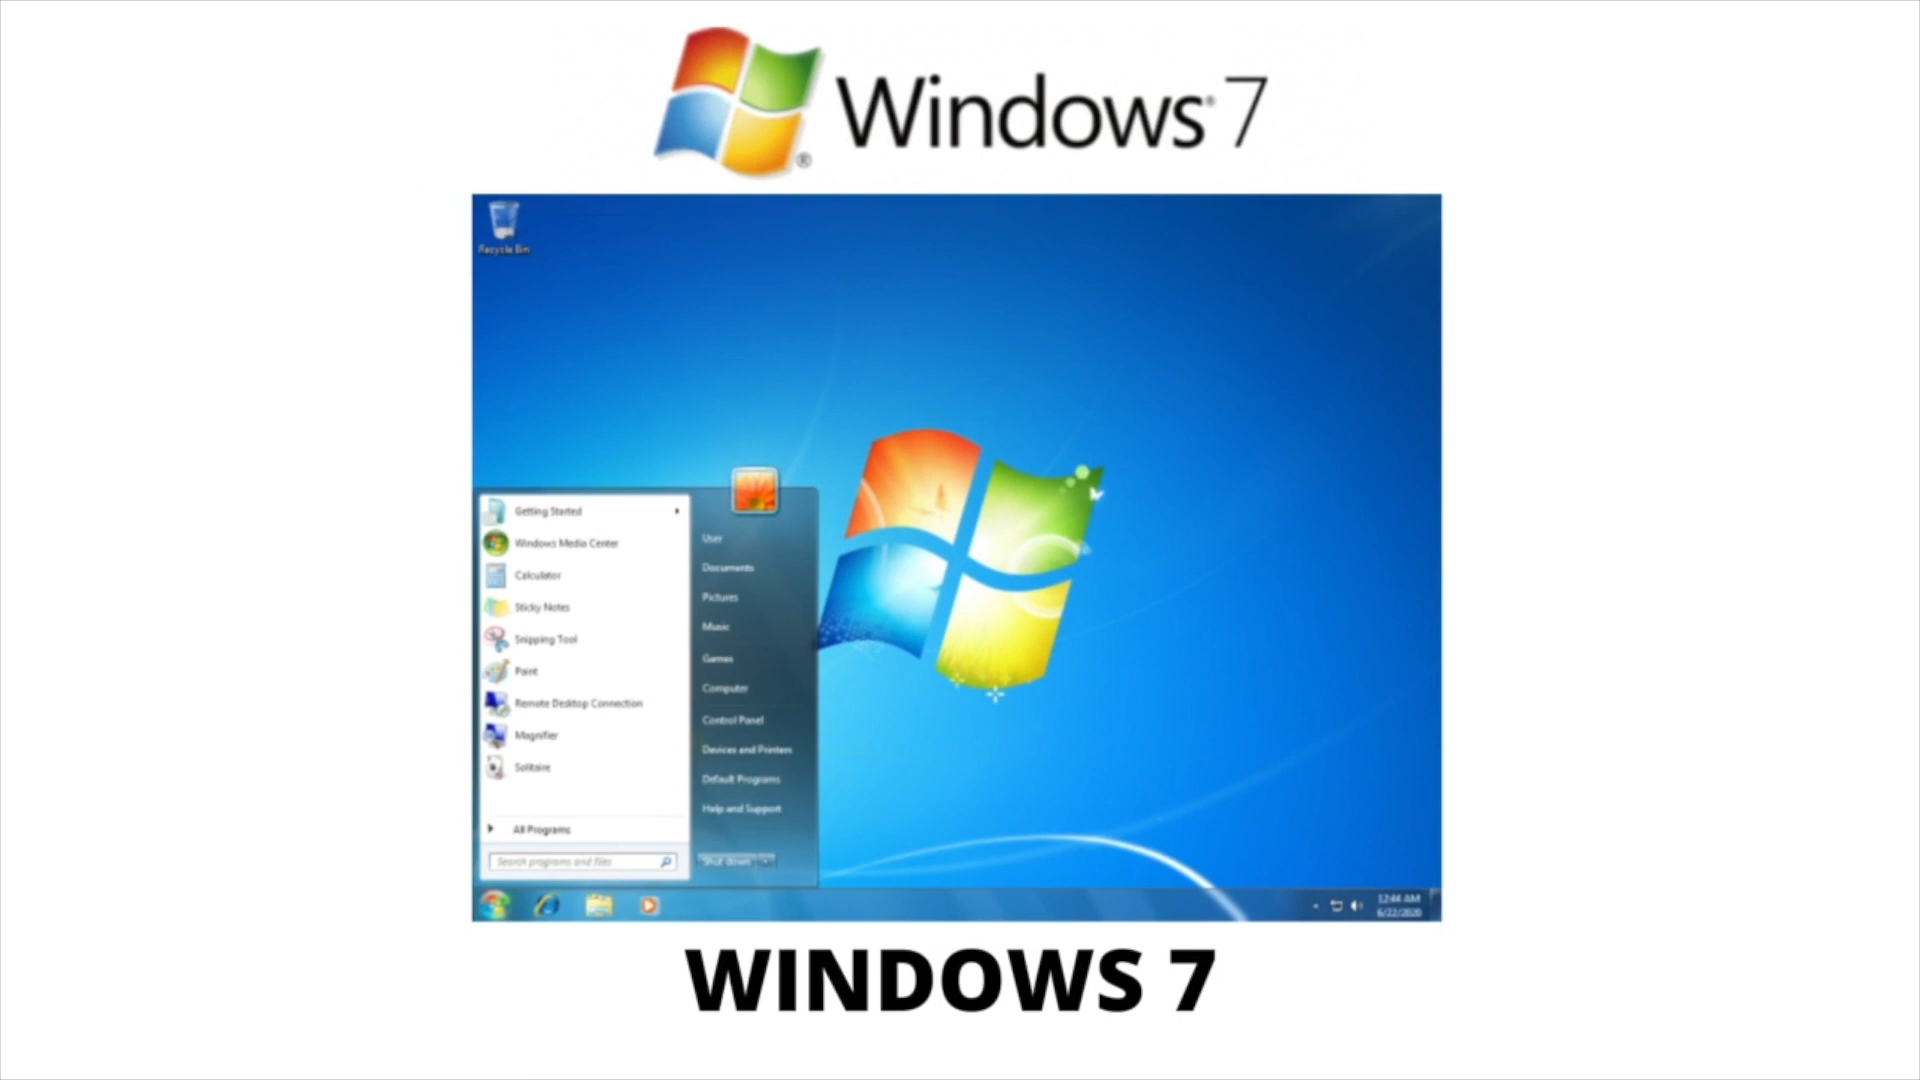 Windows® 7
®
Recycle Bin
Getting Started
Windows Media Center
Calculator
Sticky Notes
Snipping Tool
Paint
Remote Desktop Connection
Magnifier
Solitaire
All Programs
Search programs and files
User
Documents
Pictures
Music
Games
Computer
Control Panel
Devices and Printers
Default Programs
Help and Support
Shut down
12:44 AM
6/22/2020
WINDOWS 7